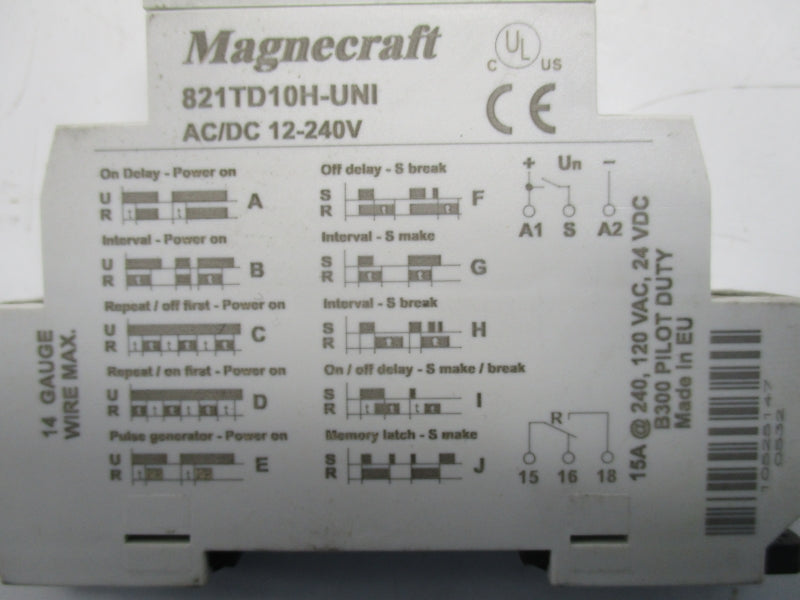 Magnecraft
C UL US
821TD10H-UNI
CE
AC/DC 12-240V
On Delay - Power on
U
R
t
t
A
Interval - Power on
U
R
t
t
B
Repeat / off first - Power on
U
R
t
t
t
t
t
t
C
Repeat / on first - Power on
U
R
t
t
t
t
t
t
D
Pulse generator - Power on
U
R
t
t
E
Off delay - S break
S
R
t
t
F
Interval - S make
S
R
t
t
G
Interval - S break
S
R
t
t
H
On / off delay - S make / break
S
R
t
t
t
t
I
Memory latch - S make
S
R
J
+ Un -
A1 S A2
R
15 16 18
14 GAUGE
WIRE MAX.
15A @ 240, 120 VAC, 24 VDC
B300 PILOT DUTY
Made In EU
0832